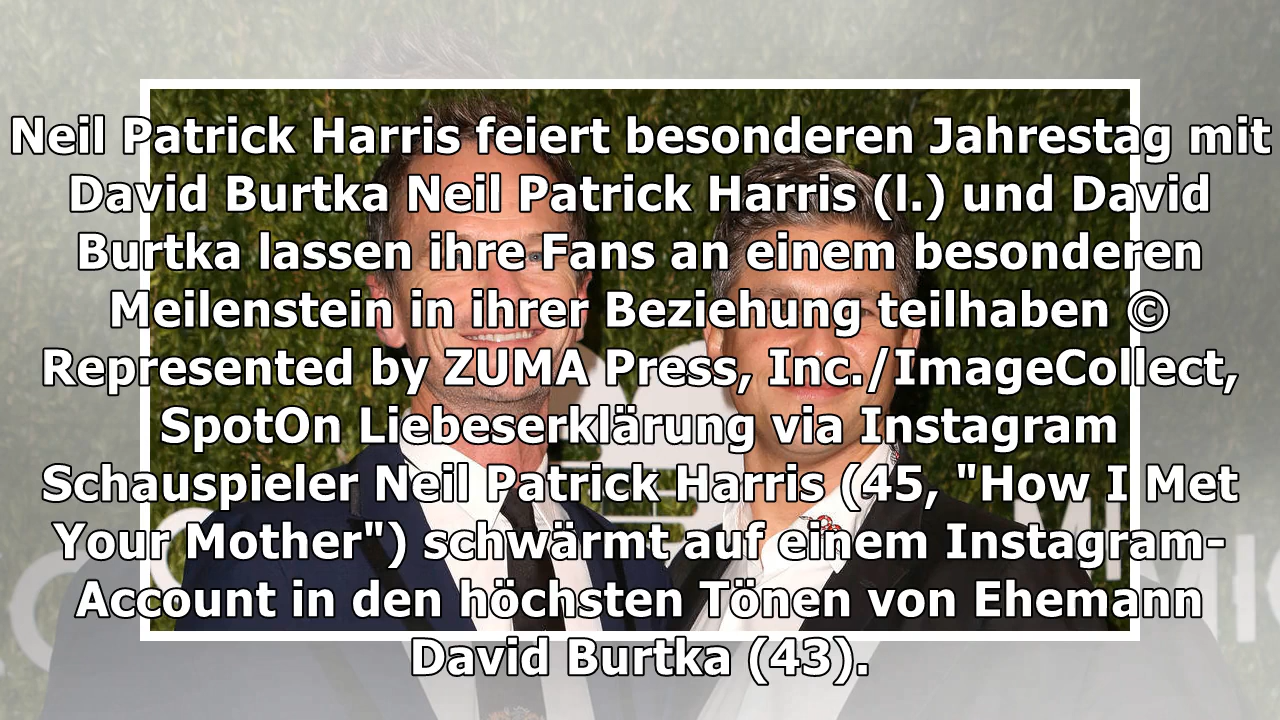 Neil Patrick Harris feiert besonderen Jahrestag mit
David Burtka Neil Patrick Harris (l.) und David
Burtka lassen ihre Fans an einem besonderen
Meilenstein in ihrer Beziehung teilhaben ©
Represented by ZUMA Press, Inc./ImageCollect,
SpotOn Liebeserklärung via Instagram
Schauspieler Neil Patrick Harris (45, "How I Met
Your Mother") schwärmt auf einem Instagram-
Account in den höchsten Tönen von Ehemann
David Burtka (43).